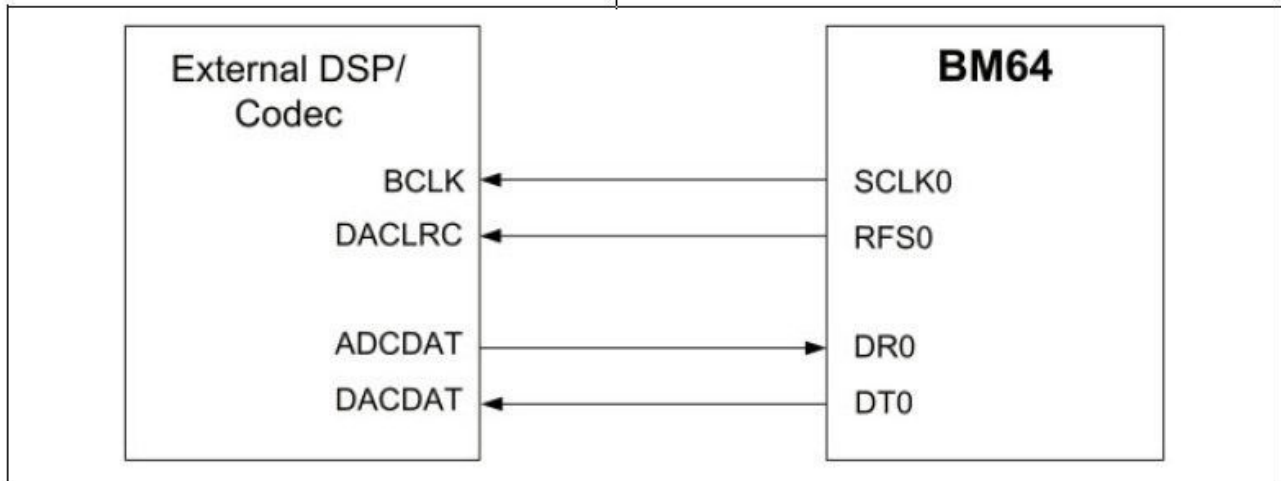 External DSP/
Codec
BM64
BCLK
SCLK0
DACLRC
RFS0
ADCDAT
DR0
DACDAT
DT0